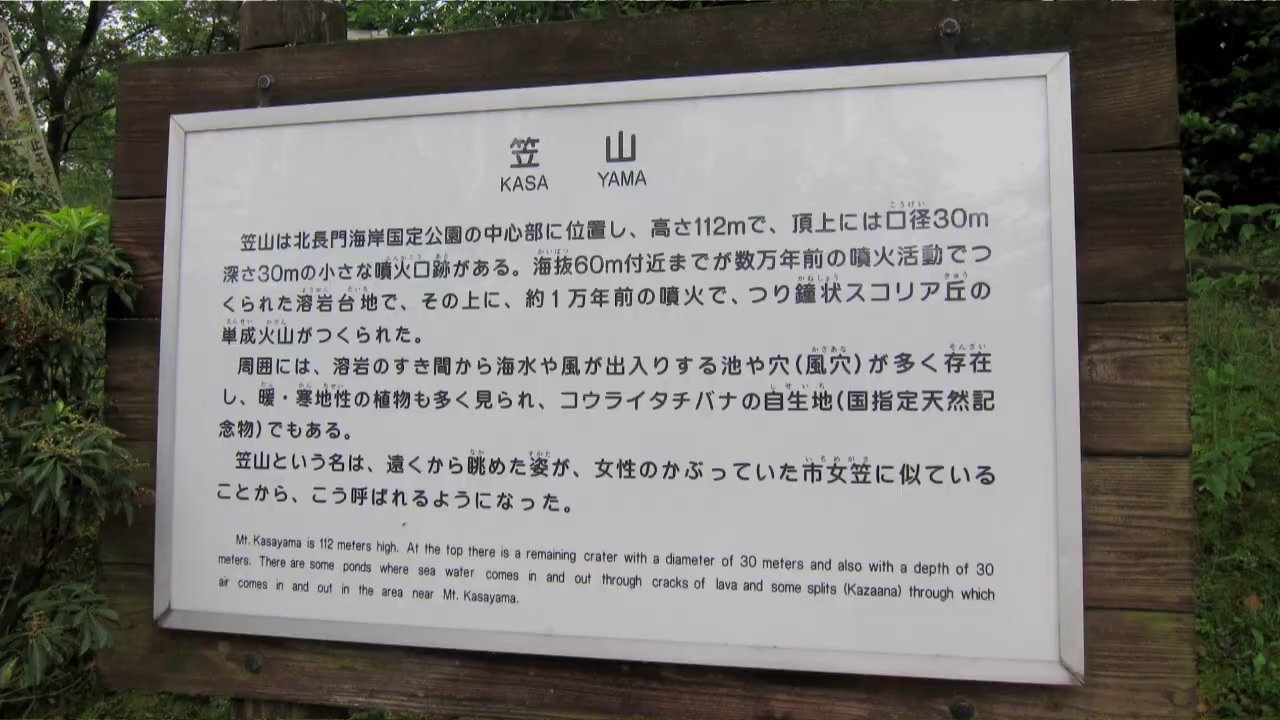 笠 山
KASA YAMA
笠山は北長門海岸国定公園の中心部に位置し、高さ112mで、頂上には口径30m
深さ30mの小さな噴火口跡がある。海抜60m付近までが数万年前の噴火活動でつ
くられた溶岩台地で、その上に、約1万年前の噴火で、つり鐘状スコリア丘の
単成火山がつくられた。
周囲には、溶岩のすき間から海水や風が出入りする池や穴(風穴)が多く存在
し、暖・寒地性の植物も多く見られ、コウライタチバナの自生地(国指定天然記
念物)でもある。
笠山という名は、遠くから眺めた姿が、女性のかぶっていた市女笠に似ている
ことから、こう呼ばれるようになった。
Mt. Kasayama is 112 meters high. At the top there is a remaining crater with a diameter of 30 meters and also with a depth of 30
meters. There are some ponds where sea water comes in and out through cracks of lava and some splits (Kazaana) through which
air comes in and out in the area near Mt. Kasayama.